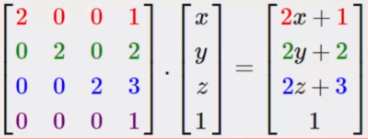 2 0 0 1 x 2x + 1
0 2 0 2 y 2y + 2
0 0 2 3 · z = 2z + 3
0 0 0 1 1 1